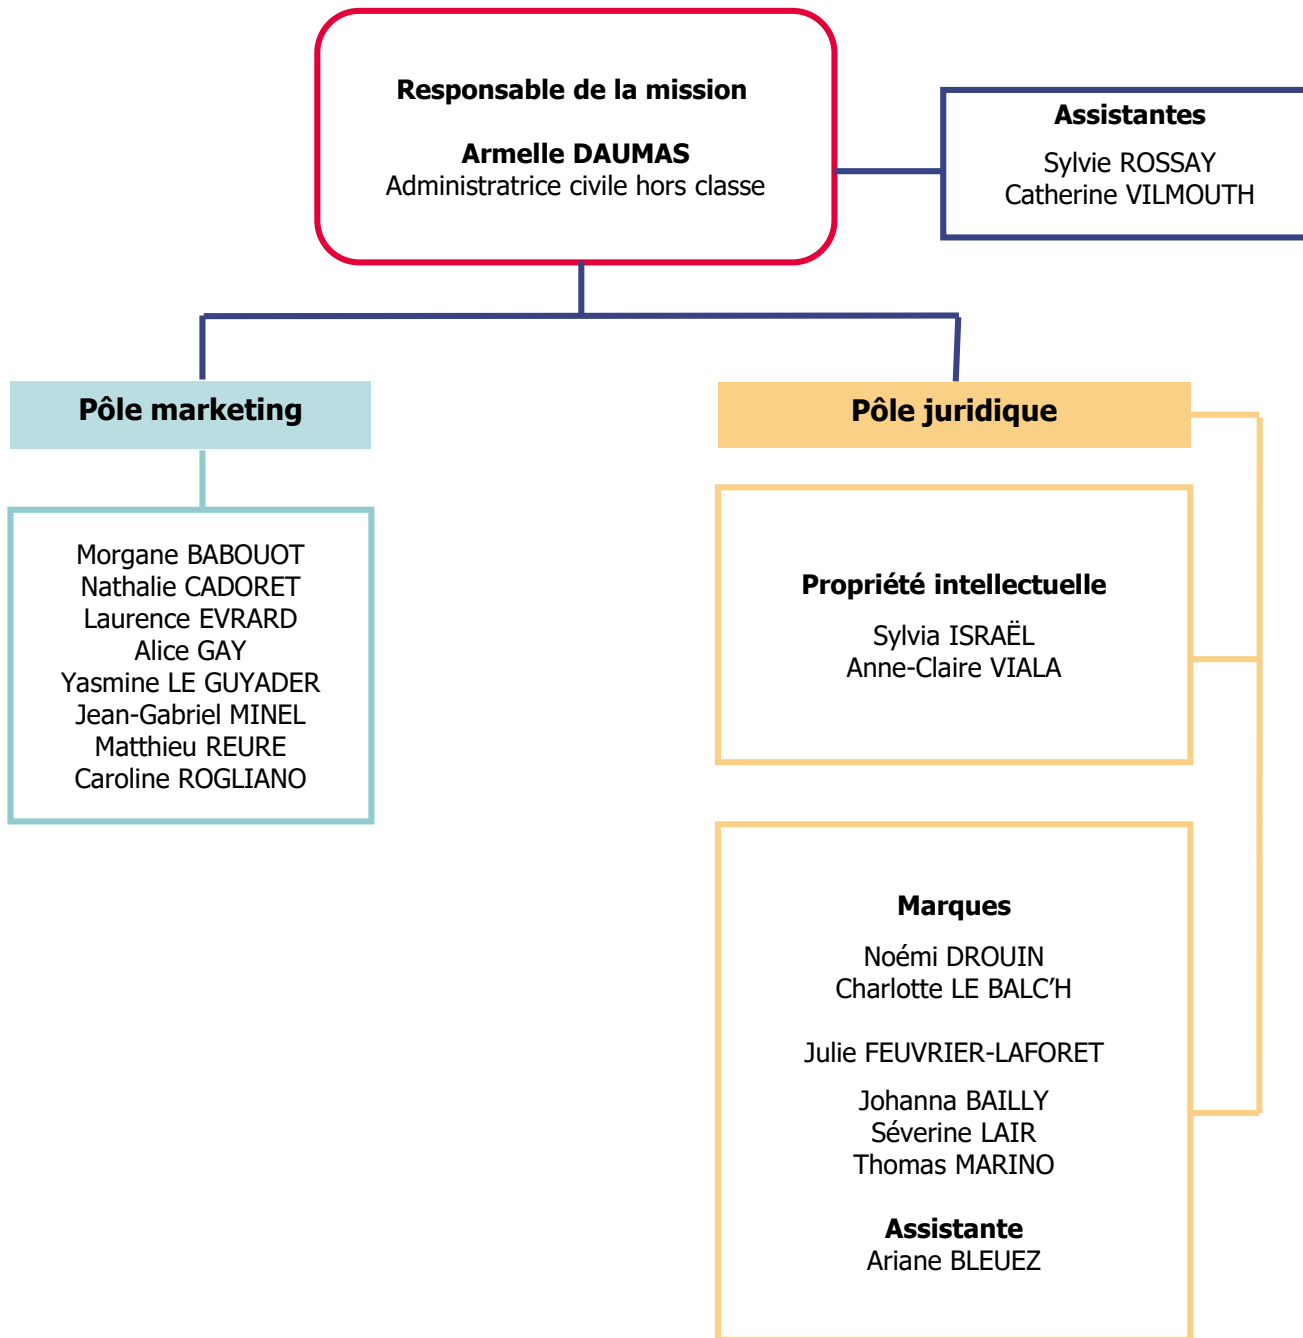 Responsable de la mission
Armelle DAUMAS
Administratrice civile hors classe
Assistantes
Sylvie ROSSAY
Catherine VILMOUTH
Pôle marketing
Morgane BABOUOT
Nathalie CADORET
Laurence EVRARD
Alice GAY
Yasmine LE GUYADER
Jean-Gabriel MINEL
Matthieu REURE
Caroline ROGLIANO
Pôle juridique
Propriété intellectuelle
Sylvia ISRAËL
Anne-Claire VIALA
Marques
Noémi DROUIN
Charlotte LE BALC’H
Julie FEUVRIER-LAFORET
Johanna BAILLY
Séverine LAIR
Thomas MARINO
Assistante
Ariane BLEUEZ